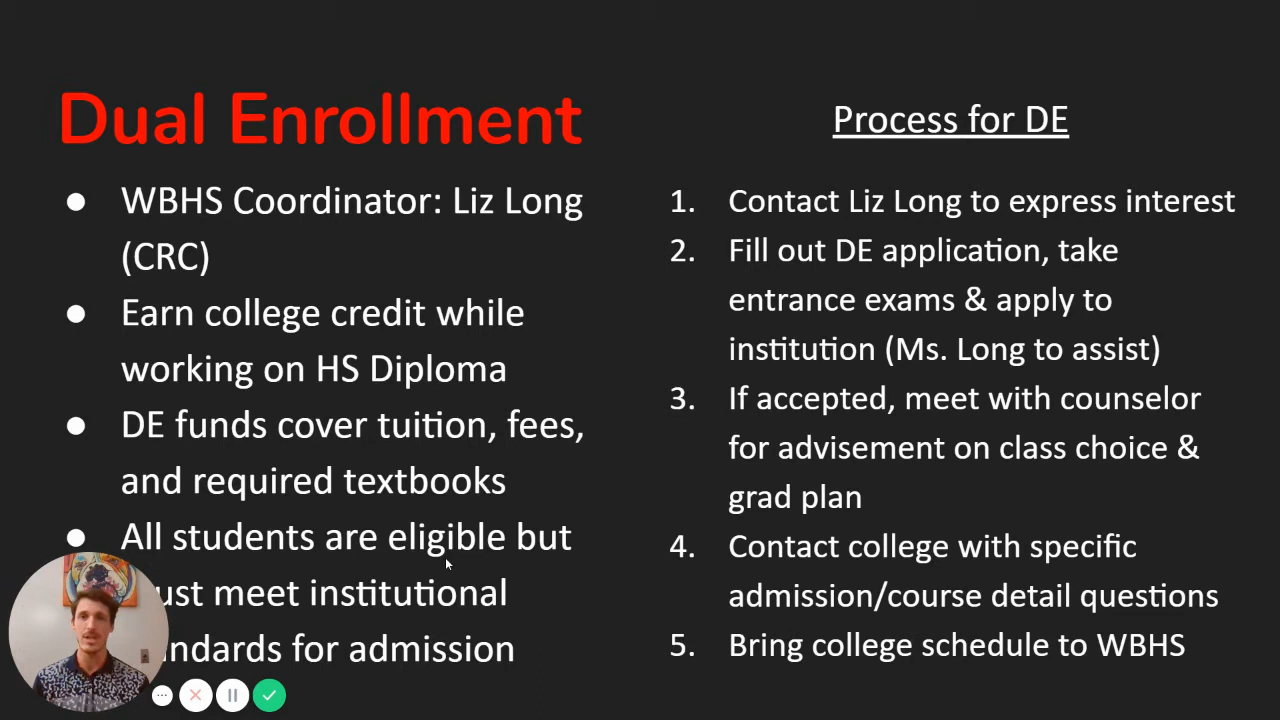 Dual Enrollment
● WBHS Coordinator: Liz Long
(CRC)
● Earn college credit while
working on HS Diploma
● DE funds cover tuition, fees,
and required textbooks
● All students are eligible but
meet institutional
for admission
Process for DE
1. Contact Liz Long to express interest
2. Fill out DE application, take
entrance exams & apply to
institution (Ms. Long to assist)
3. If accepted, meet with counselor
for advisement on class choice &
grad plan
4. Contact college with specific
admission/course detail questions
5. Bring college schedule to WBHS